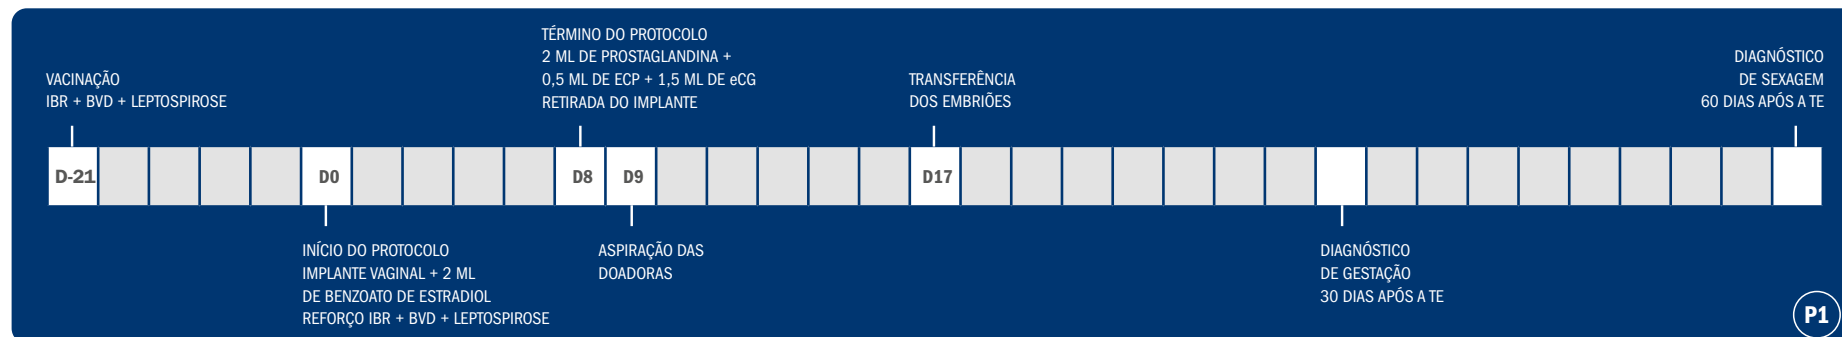 VACINAÇÃO
IBR + BVD + LEPTOSPIROSE
TÉRMINO DO PROTOCOLO
2 ML DE PROSTAGLANDINA +
0,5 ML DE ECP + 1,5 ML DE eCG
RETIRADA DO IMPLANTE
TRANSFERÊNCIA
DOS EMBRIÕES
DIAGNÓSTICO
DE SEXAGEM
60 DIAS APÓS A TE
D-21
D0
D8
D9
D17
INÍCIO DO PROTOCOLO
IMPLANTE VAGINAL + 2 ML
DE BENZOATO DE ESTRADIOL
REFORÇO IBR + BVD + LEPTOSPIROSE
ASPIRAÇÃO DAS
DOADORAS
DIAGNÓSTICO
DE GESTAÇÃO
30 DIAS APÓS A TE
P1